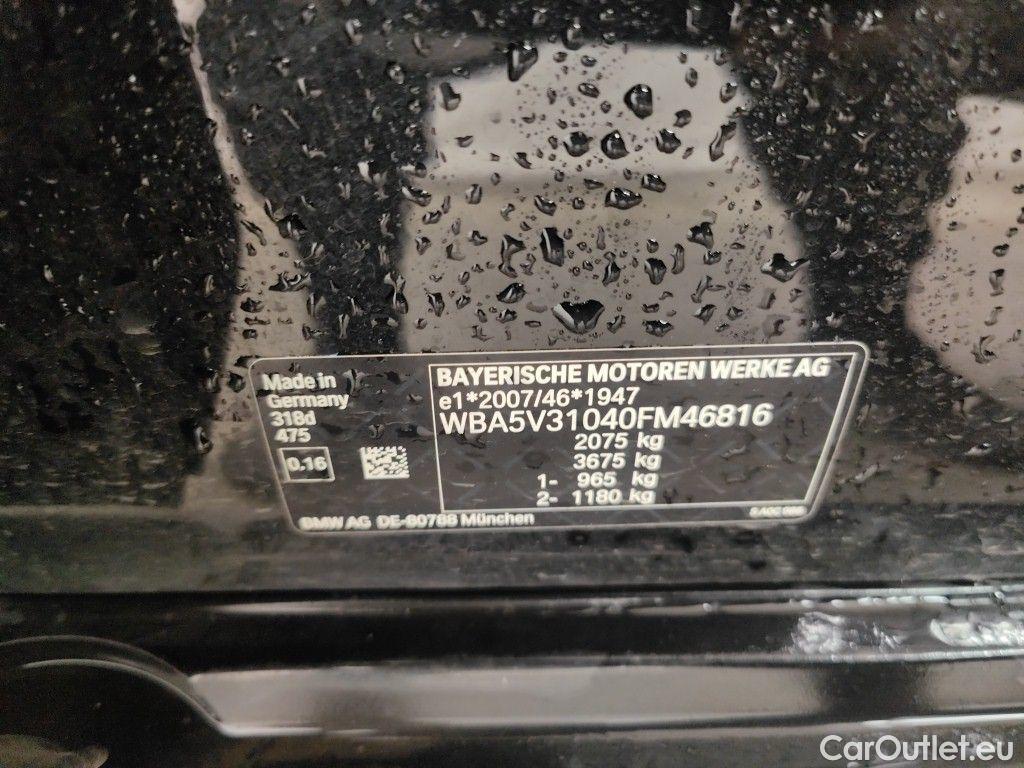 Made in
Germany
318d
475
0.16
BAYERISCHE MOTOREN WERKE AG
e1*2007/46*1947
WBA5V31040FM46816
2075 kg
3675 kg
1- 965 kg
2- 1180 kg
BMW AG DE-80788 München
CarOutlet.eu